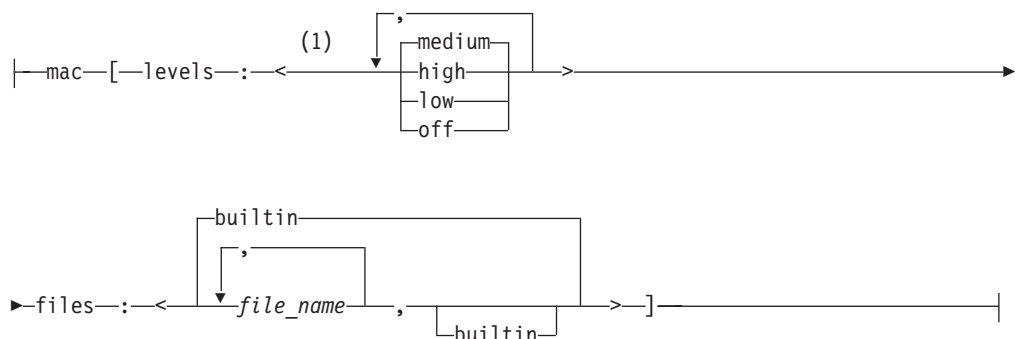 ,
(1) medium
mac [ levels : < high >
low
off
builtin
,
files : < file_name , > ]
builtin